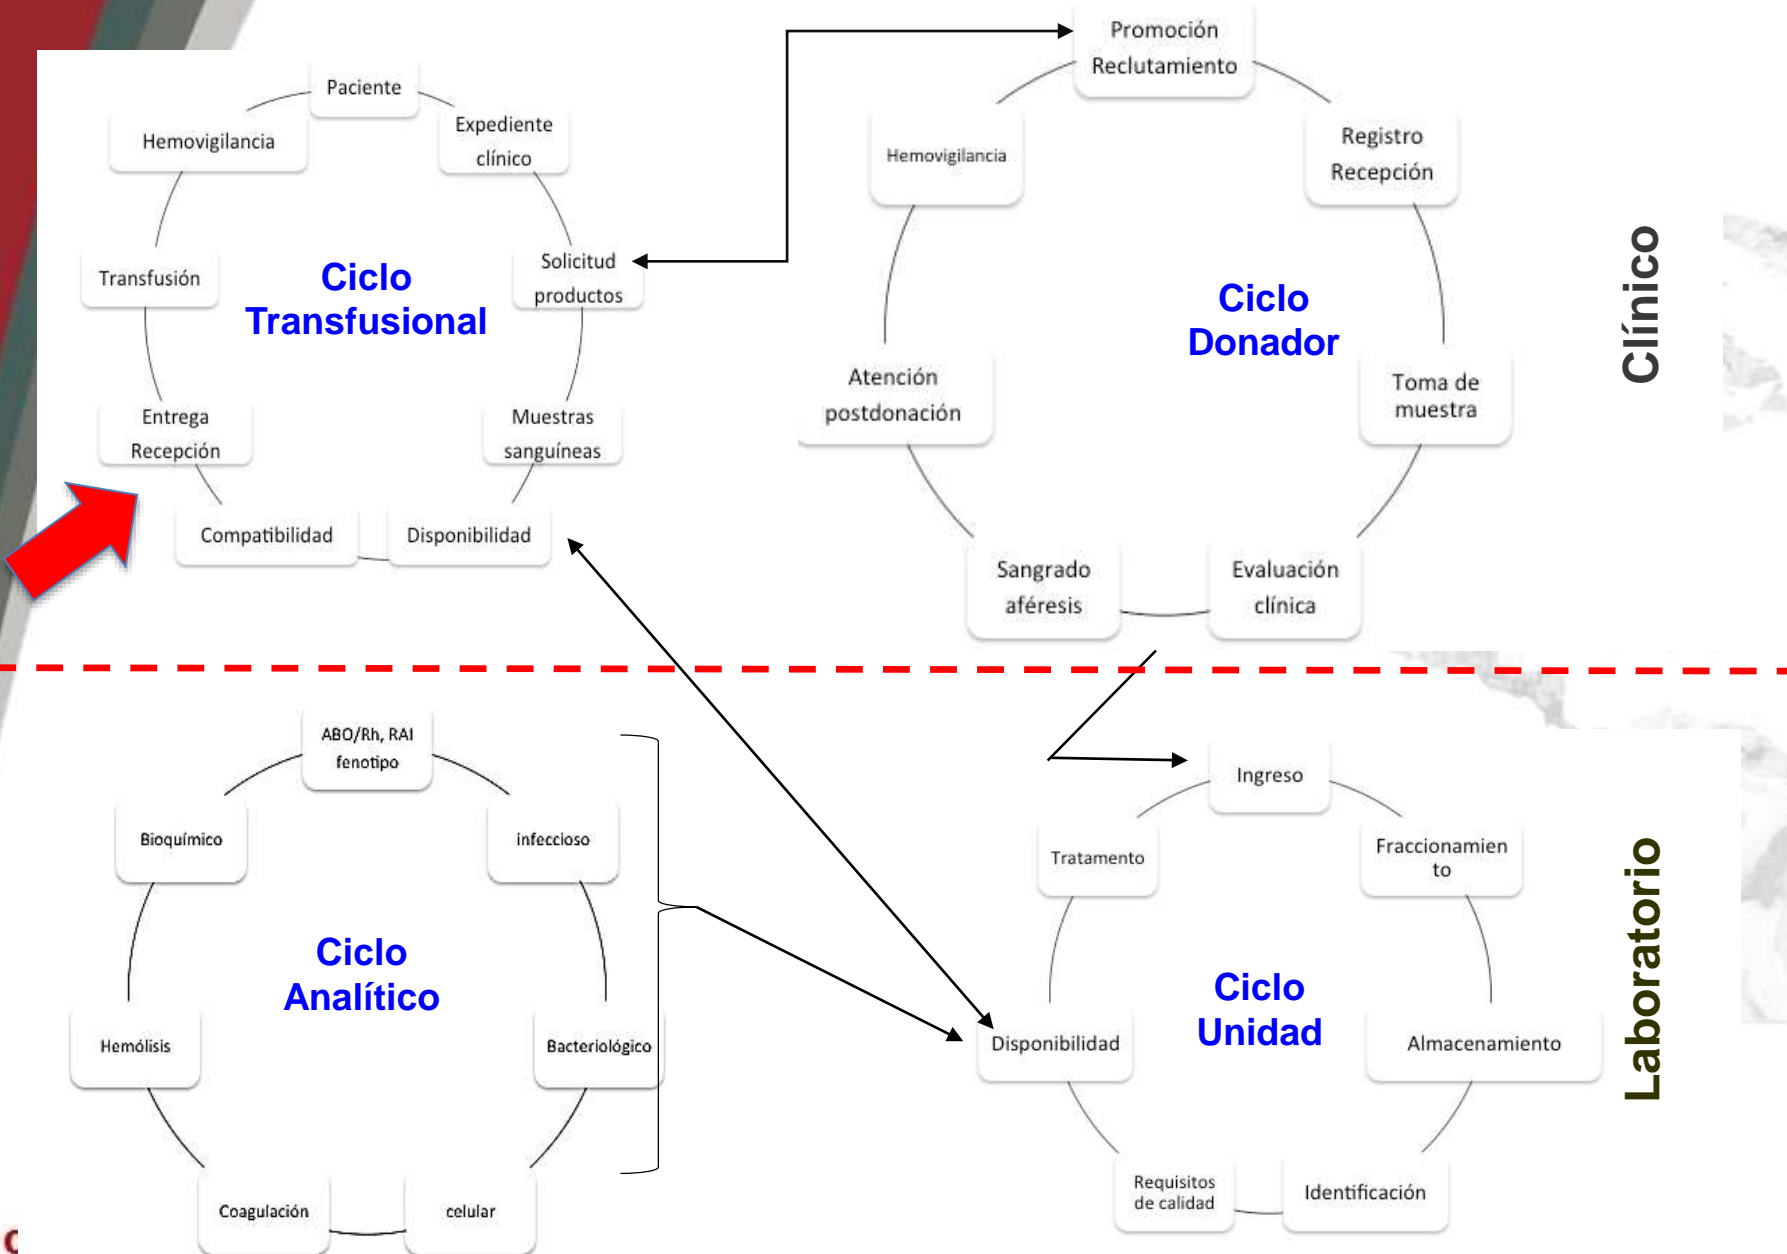 Paciente
Expediente
clínico
Solicitud
productos
Muestras
sanguíneas
Disponibilidad
Compatibilidad
Entrega
Recepción
Transfusión
Hemovigilancia
Ciclo
Transfusional
Promoción
Reclutamiento
Registro
Recepción
Toma de
muestra
Evaluación
clínica
Sangrado
aféresis
Atención
postdonación
Hemovigilancia
Ciclo
Donador
Clínico
ABO/Rh, RAI
fenotipo
infeccioso
Bacteriológico
celular
Coagulación
Hemólisis
Bioquímico
Ciclo
Analítico
Ingreso
Fraccionamien
to
Almacenamiento
Identificación
Requisitos
de calidad
Disponibilidad
Tratamento
Ciclo
Unidad
Laboratorio